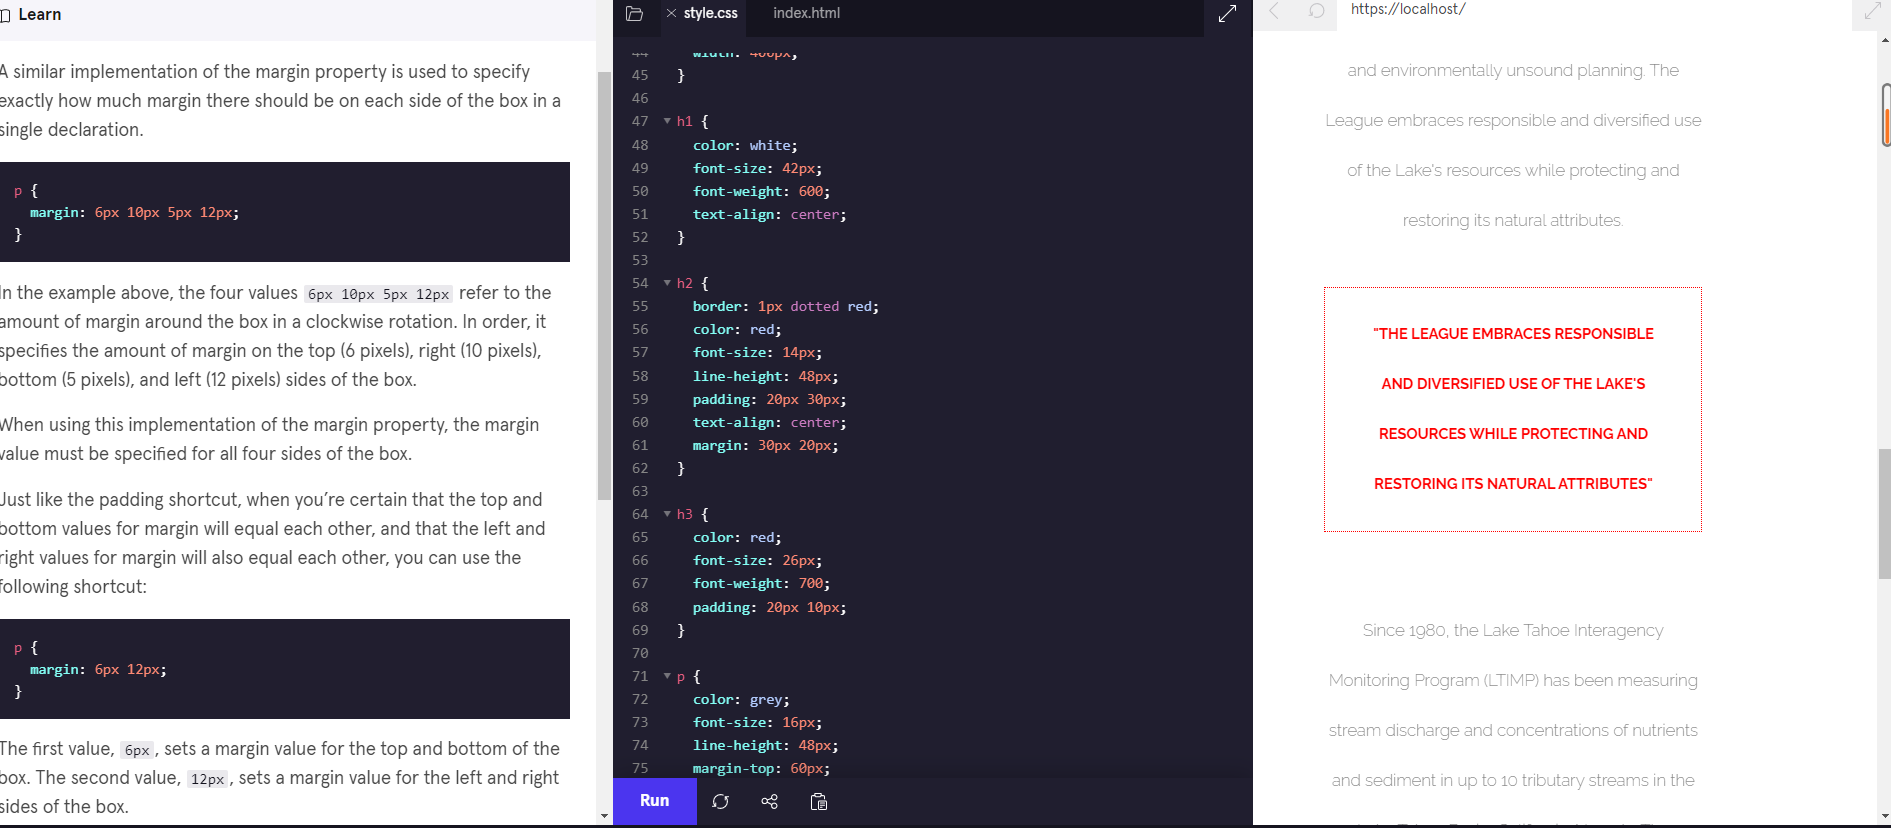 Learn
A similar implementation of the margin property is used to specify
exactly how much margin there should be on each side of the box in a
single declaration.
p {
margin: 6px 10px 5px 12px;
}
In the example above, the four values 6px 10px 5px 12px refer to the
amount of margin around the box in a clockwise rotation. In order, it
specifies the amount of margin on the top (6 pixels), right (10 pixels),
bottom (5 pixels), and left (12 pixels) sides of the box.
When using this implementation of the margin property, the margin
value must be specified for all four sides of the box.
Just like the padding shortcut, when you're certain that the top and
bottom values for margin will equal each other, and that the left and
right values for margin will also equal each other, you can use the
following shortcut:
p {
margin: 6px 12px;
}
The first value, 6px, sets a margin value for the top and bottom of the
box. The second value, 12px, sets a margin value for the left and right
sides of the box.
style.css index.html
44 width: 400px;
45 }
46
47 h1 {
48 color: white;
49 font-size: 42px;
50 font-weight: 600;
51 text-align: center;
52 }
53
54 h2 {
55 border: 1px dotted red;
56 color: red;
57 font-size: 14px;
58 line-height: 48px;
59 padding: 20px 30px;
60 text-align: center;
61 margin: 30px 20px;
62 }
63
64 h3 {
65 color: red;
66 font-size: 26px;
67 font-weight: 700;
68 padding: 20px 10px;
69 }
70
71 p {
72 color: grey;
73 font-size: 16px;
74 line-height: 48px;
75 margin-top: 60px;
Run
https://localhost/
and environmentally unsound planning. The
League embraces responsible and diversified use
of the Lake's resources while protecting and
restoring its natural attributes.
"THE LEAGUE EMBRACES RESPONSIBLE
AND DIVERSIFIED USE OF THE LAKE'S
RESOURCES WHILE PROTECTING AND
RESTORING ITS NATURAL ATTRIBUTES"
Since 1980, the Lake Tahoe Interagency
Monitoring Program (LTIMP) has been measuring
stream discharge and concentrations of nutrients
and sediment in up to 10 tributary streams in the